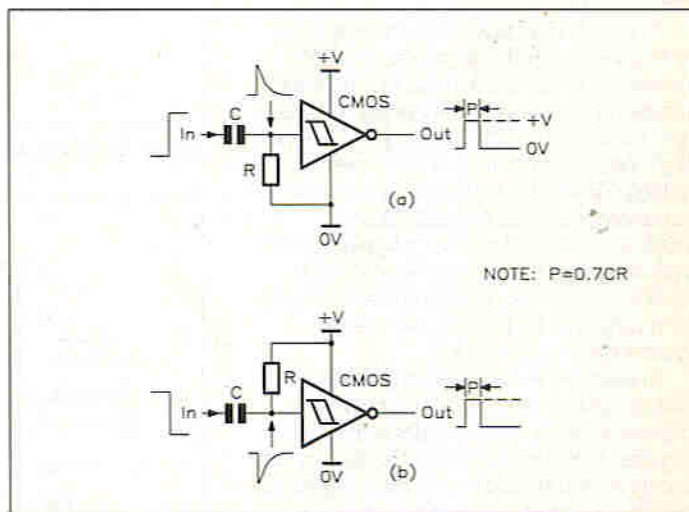 +V
CMOS
C
In
Out
P
+V
0V
R
(a)
0V
NOTE: P=0.7CR
+V
R
CMOS
C
In
Out
P
0V
(b)